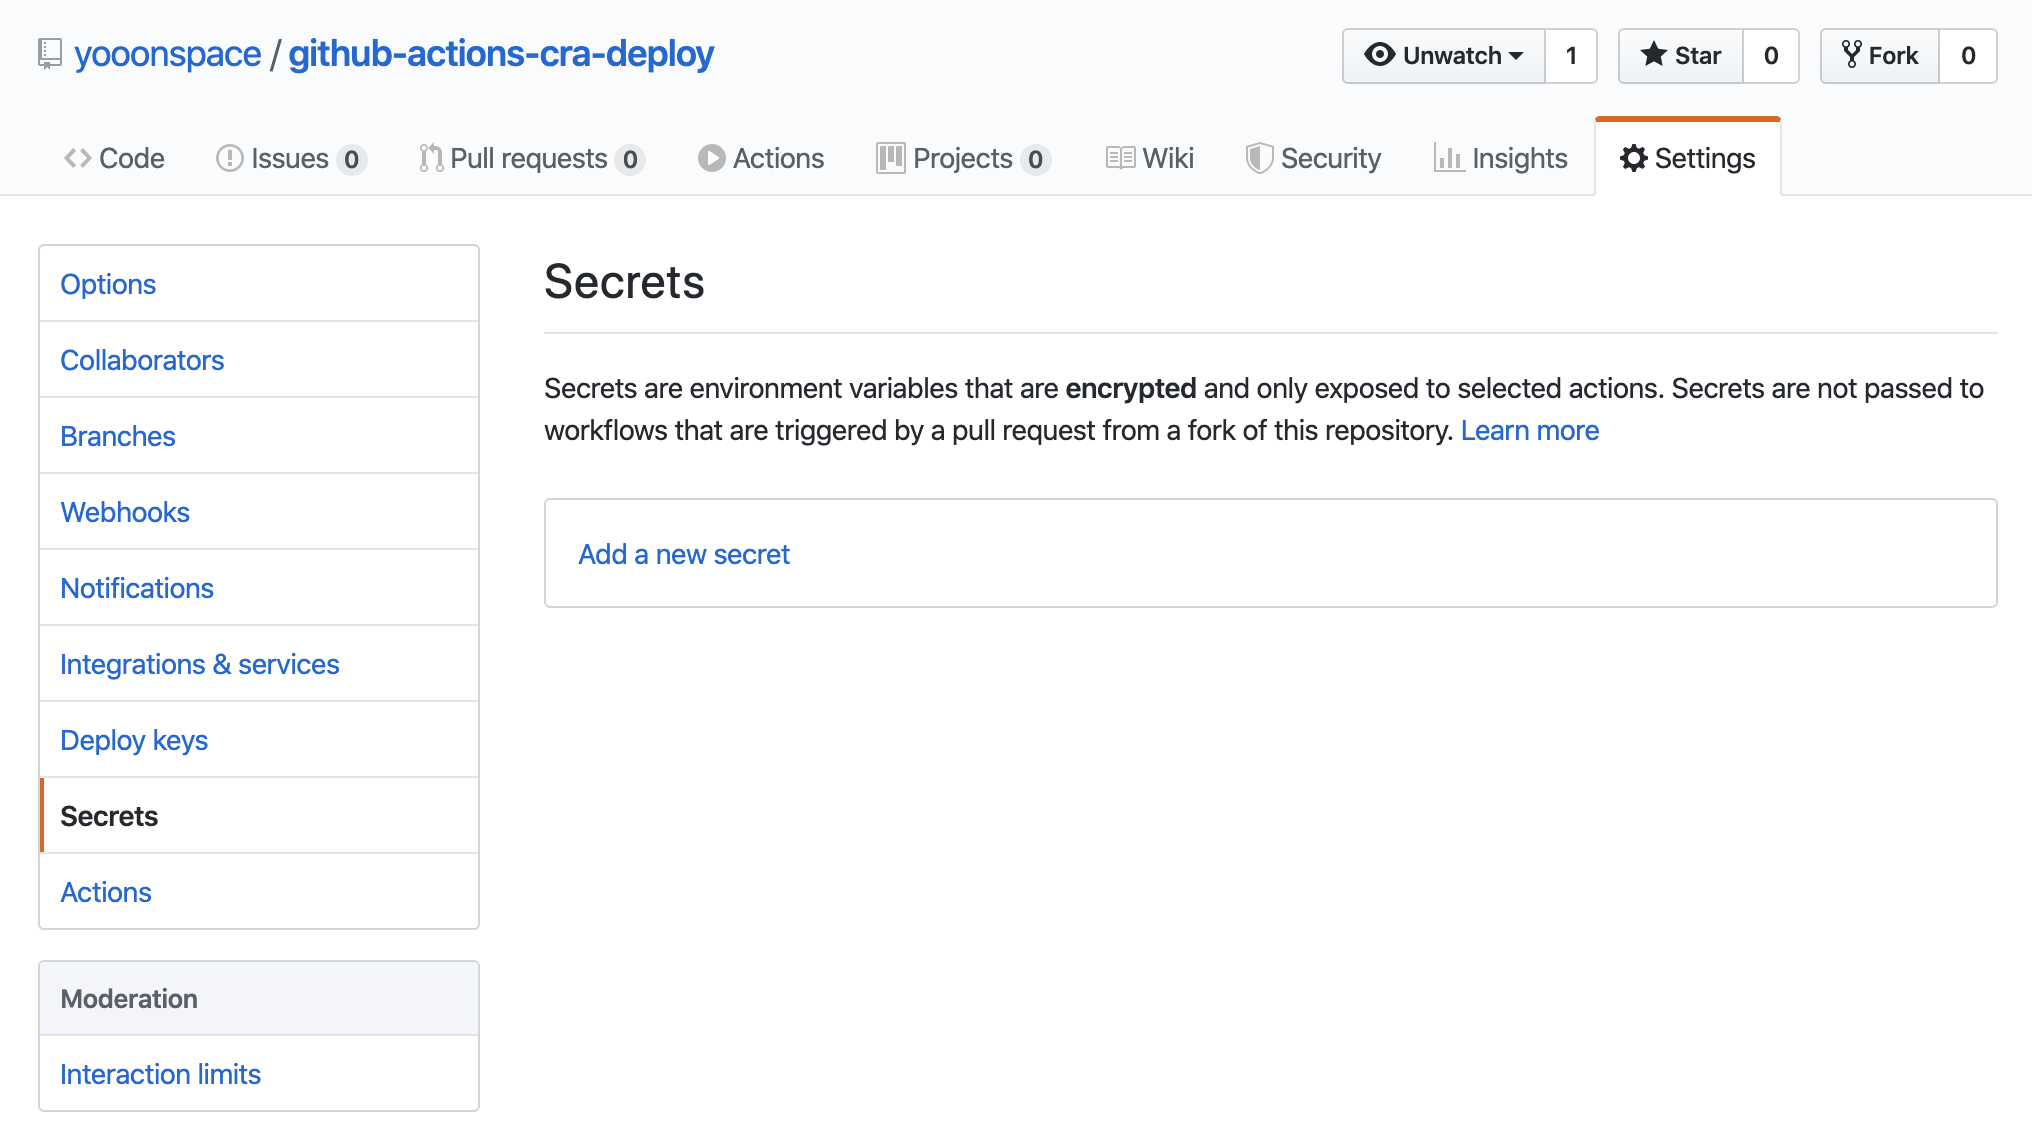 yooonspace / github-actions-cra-deploy
Unwatch 1 Star 0 Fork 0
Code Issues 0 Pull requests 0 Actions Projects 0 Wiki Security Insights Settings
Options
Collaborators
Branches
Webhooks
Notifications
Integrations & services
Deploy keys
Secrets
Actions
Moderation
Interaction limits
Secrets
Secrets are environment variables that are encrypted and only exposed to selected actions. Secrets are not passed to
workflows that are triggered by a pull request from a fork of this repository. Learn more
Add a new secret